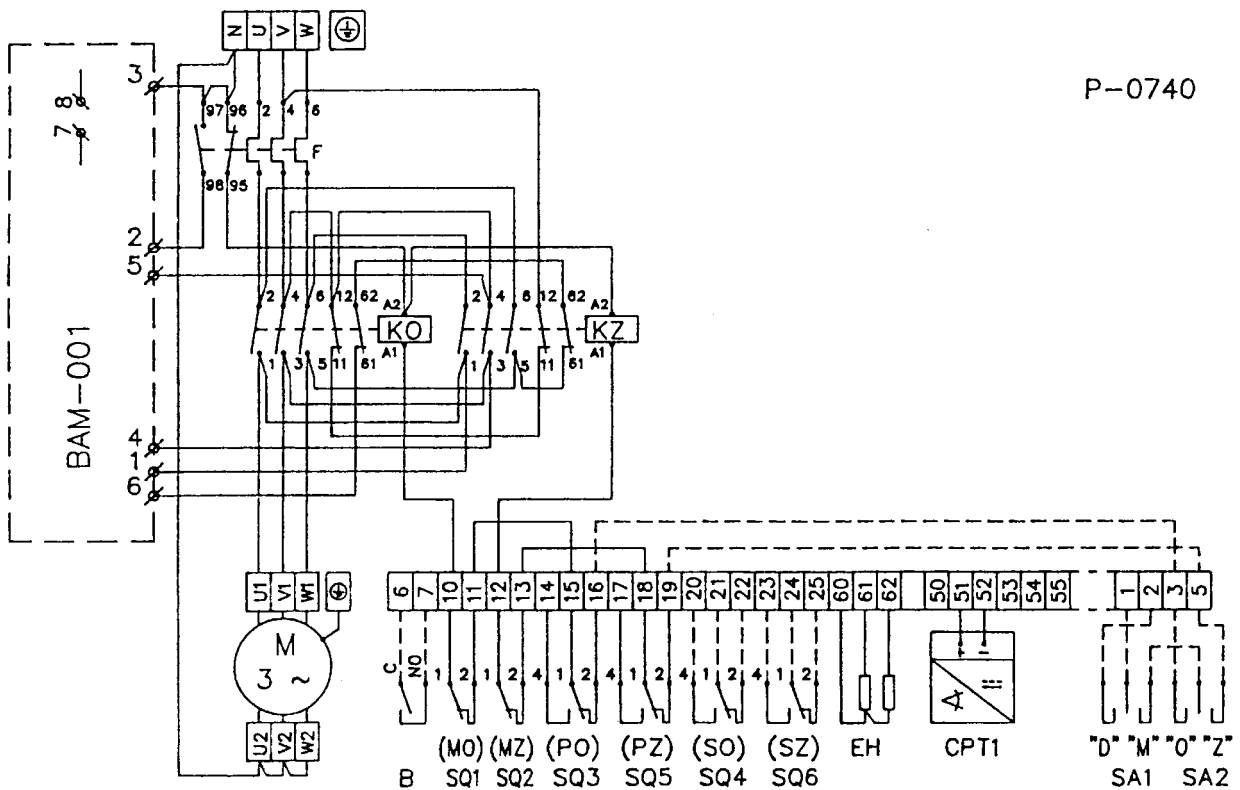 N U V W
P-0740
3
8
7
97 96 2 4 6
F
98 95
2
5
2 4 6 12 62 A2 2 4 6 12 62 A2
KO KZ
A1 A1
1 3 5 11 61 1 3 5 11 61
BAM-001
4
1
6
U1 V1 W1
6 7 10 11 12 13 14 15 16 17 18 19 20 21 22 23 24 25 60 61 62 50 51 52 53 54 55 1 2 3 5
M
3 ~
C NO 1 2 1 2 4 1 2 4 1 2 4 1 2 4 1 2
+ -
U2 V2 W2
(MO) (MZ) (PO) (PZ) (SO) (SZ) EH CPT1 "D" "M" "O" "Z"
B SQ1 SQ2 SQ3 SQ5 SQ4 SQ6 SA1 SA2